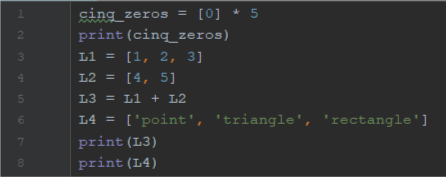 1 cinq_zeros = [0] * 5
2 print(cinq_zeros)
3 L1 = [1, 2, 3]
4 L2 = [4, 5]
5 L3 = L1 + L2
6 L4 = ['point', 'triangle', 'rectangle']
7 print(L3)
8 print(L4)